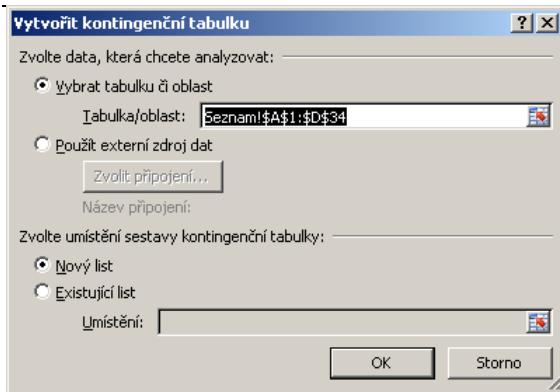 Vytvořit kontingenční tabulku
Zvolte data, která chcete analyzovat:
Vybrat tabulku či oblast
Tabulka/oblast: Seznam!$A$1:$D$34
Použít externí zdroj dat
Zvolit připojení...
Název připojení:
Zvolte umístění sestavy kontingenční tabulky:
Nový list
Existující list
Umístění:
OK Storno